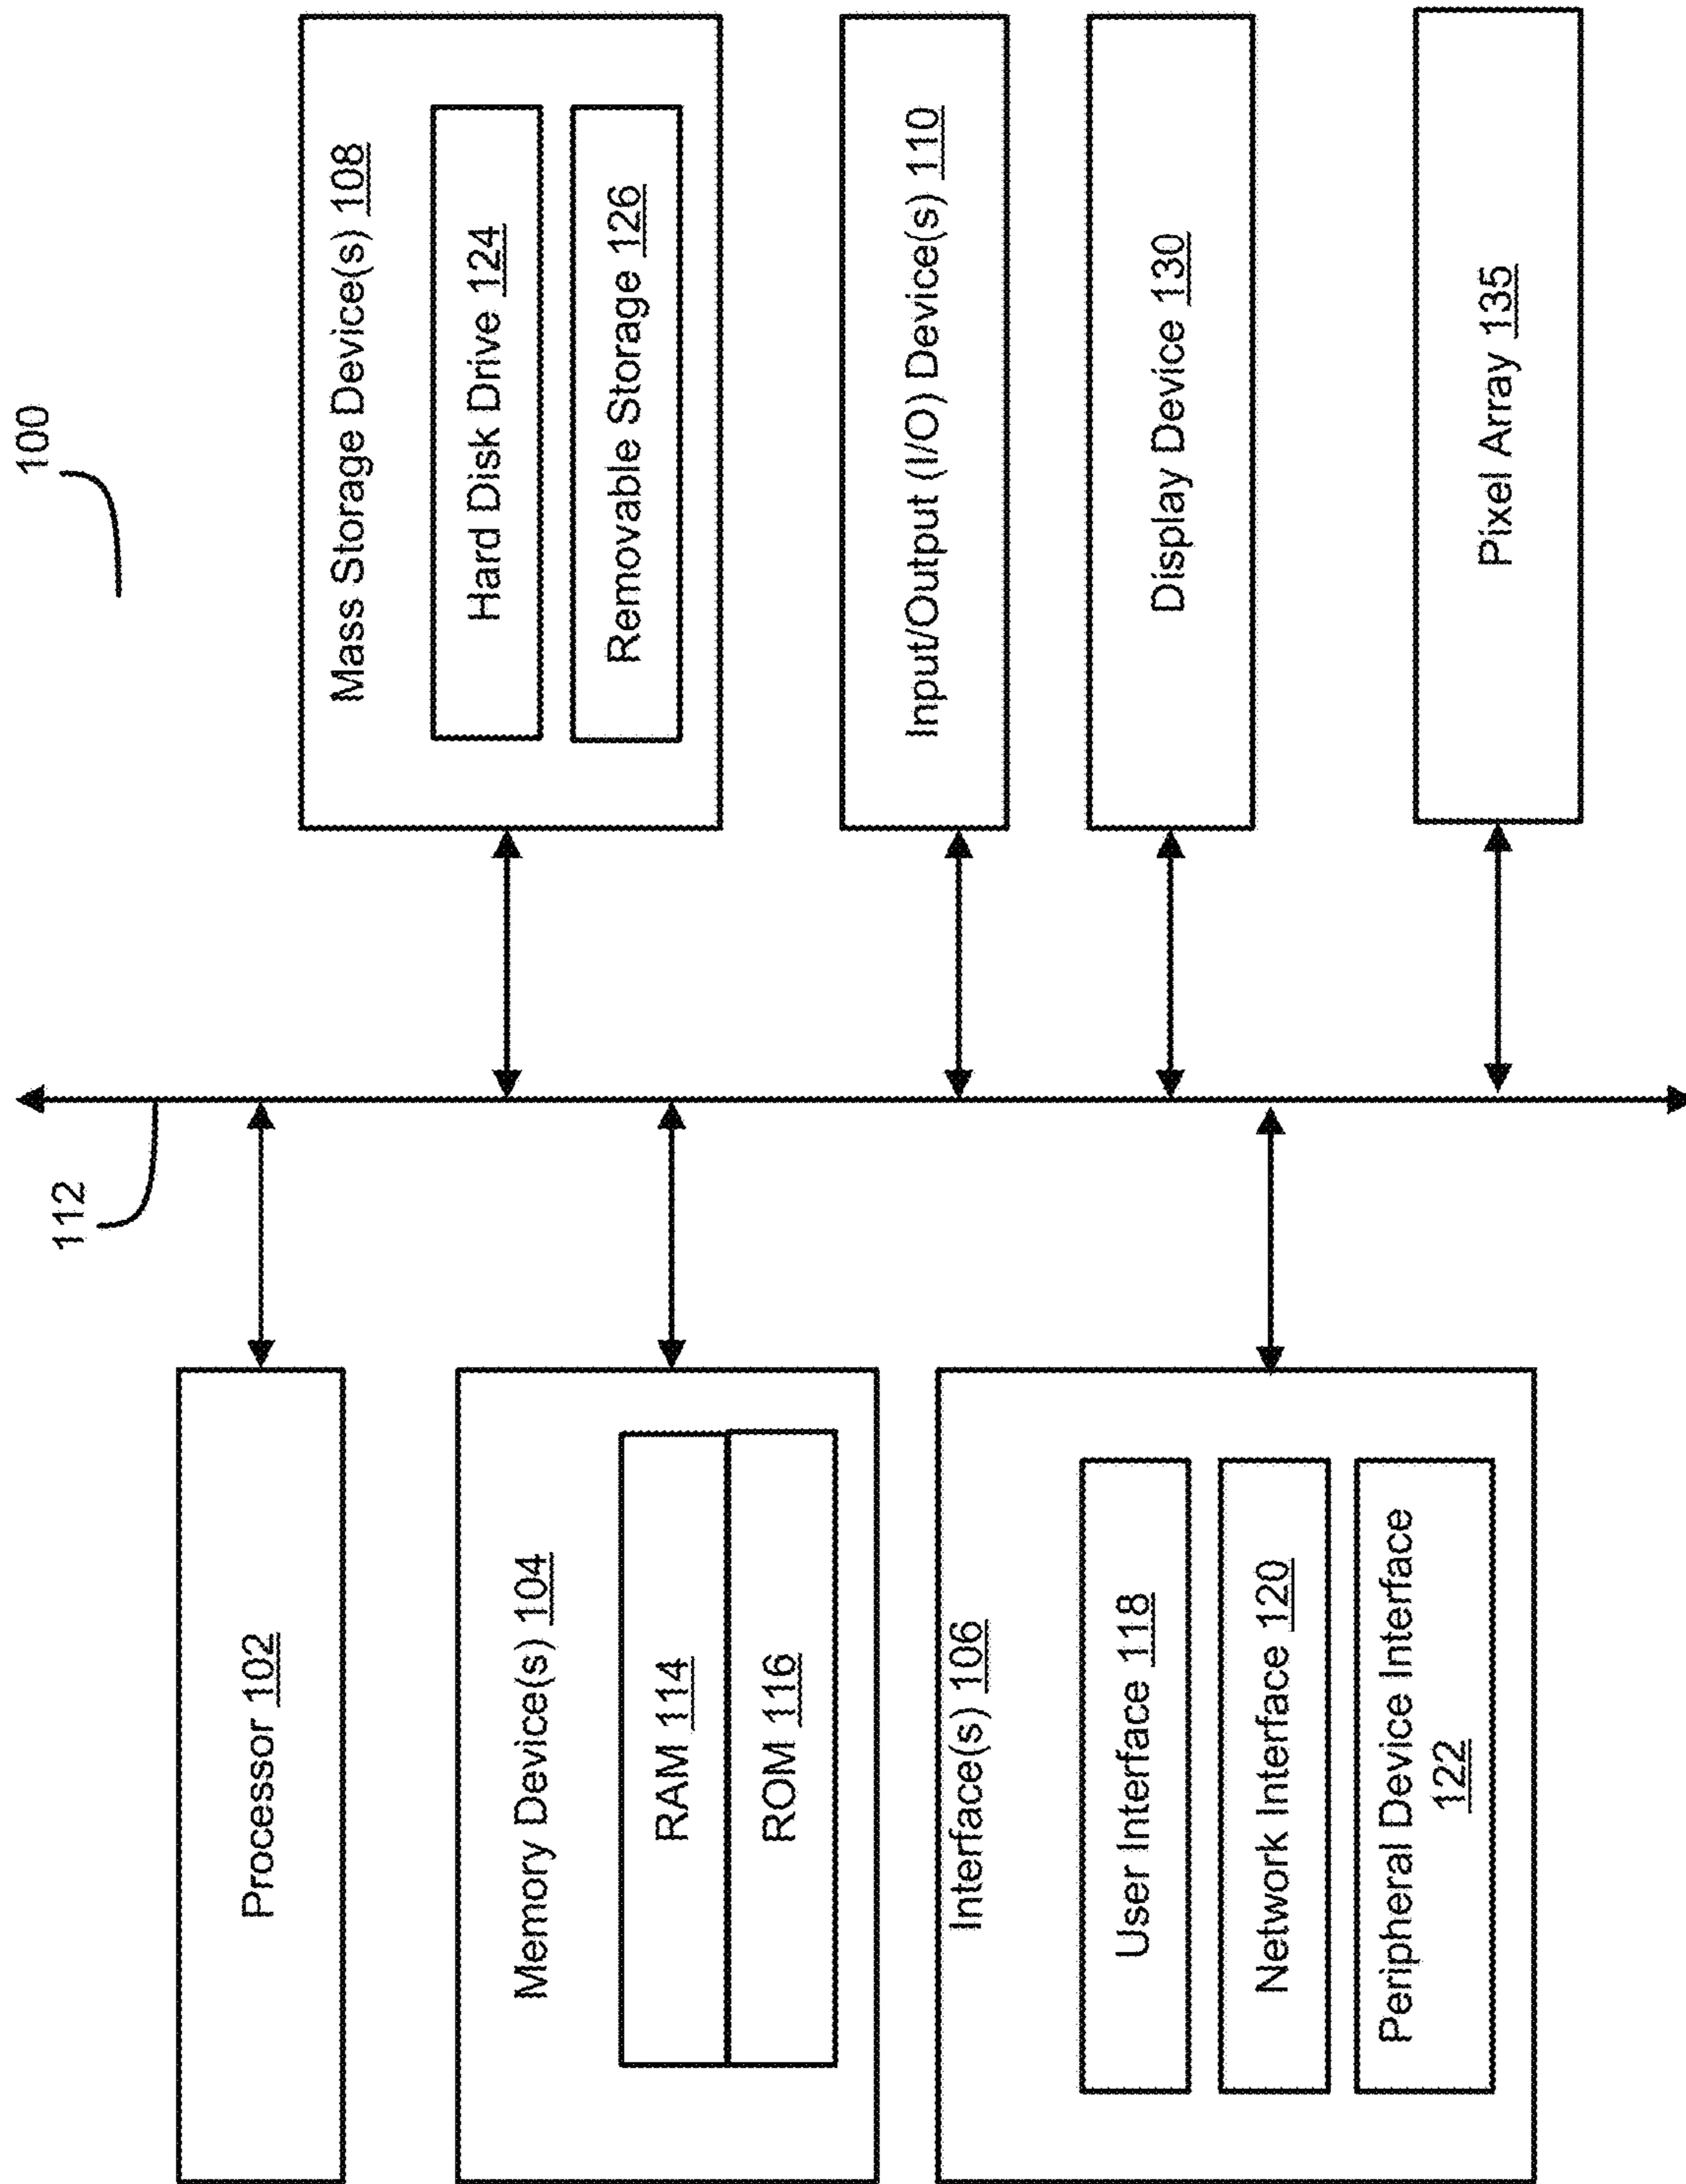 100
112
Processor 102
Memory Device(s) 104
RAM 114
ROM 116
Interface(s) 106
User Interface 118
Network Interface 120
Peripheral Device Interface
122
Mass Storage Device(s) 108
Hard Disk Drive 124
Removable Storage 126
Input/Output (I/O) Device(s) 110
Display Device 130
Pixel Array 135